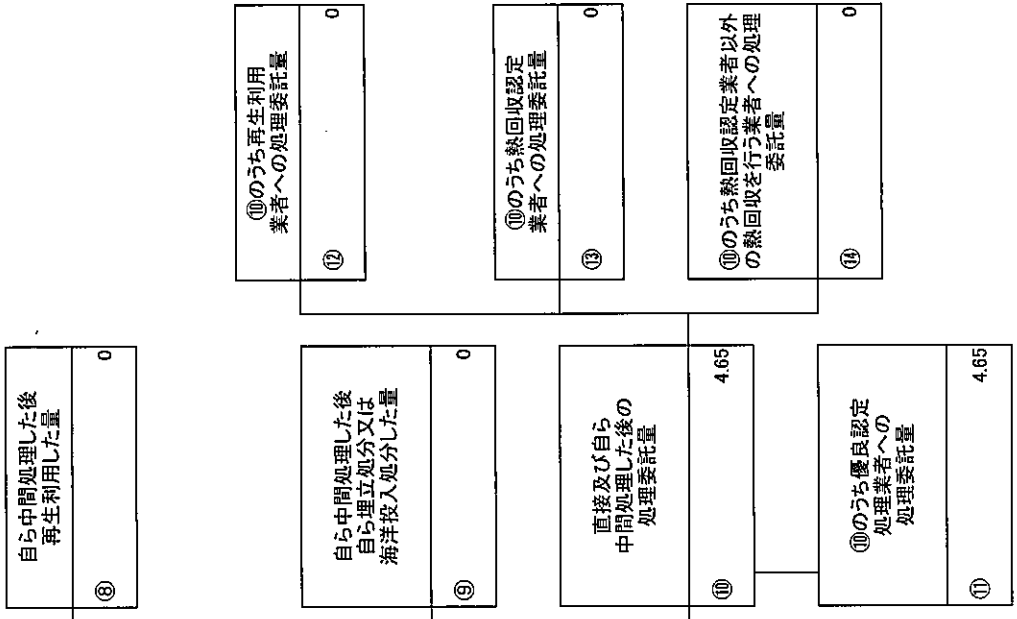 自ら中間処理した後
再生利用した量
⑧ 0
自ら中間処理した後
自ら埋立処分又は
海洋投入処分した量
⑨ 0
直接及び自ら
中間処理した後の
処理委託量
⑩ 4.65
⑩のうち優良認定
処理業者への
処理委託量
⑪ 4.65
⑩のうち再生利用
業者への処理委託量
⑫ 0
⑩のうち熱回収認定
業者への処理委託量
⑬ 0
⑩のうち熱回収認定業者以外
の熱回収を行う業者への処理
委託量
⑭ 0